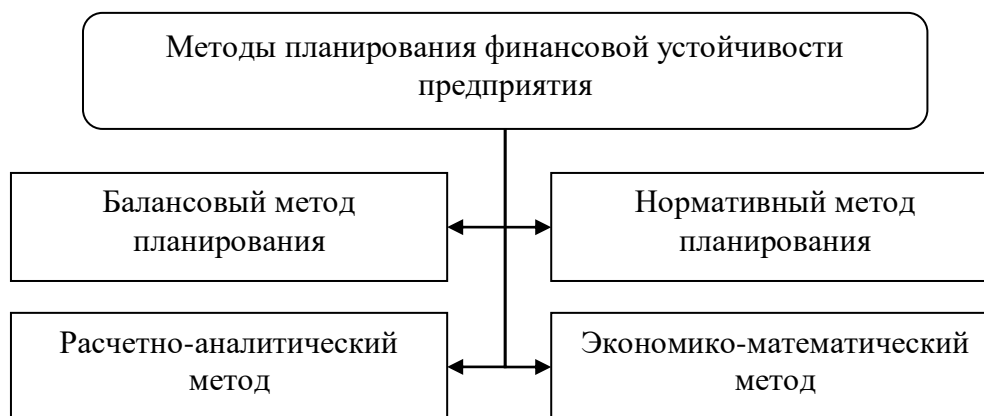 Методы планирования финансовой устойчивости
предприятия
Балансовый метод
планирования
Нормативный метод
планирования
Расчетно-аналитический
метод
Экономико-математический
метод